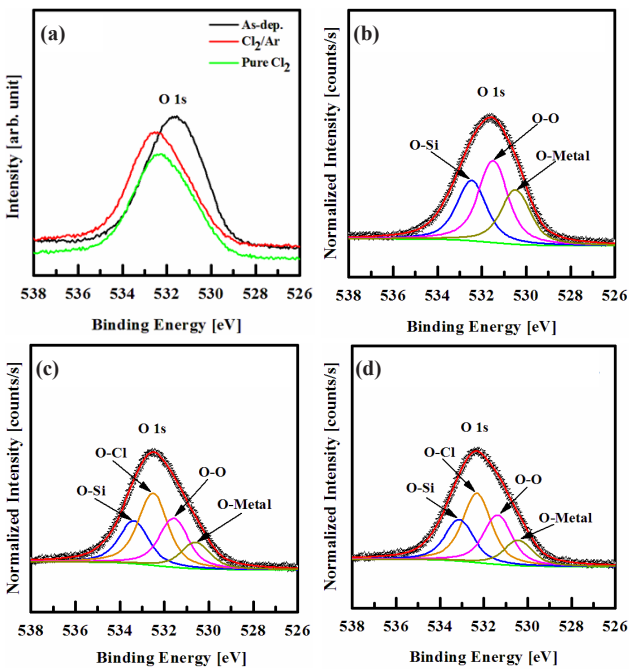 (a)
As-dep.
Cl2/Ar
Pure Cl2
O 1s
Intensity [arb. unit]
538 536 534 532 530 528 526
Binding Energy [eV]
(b)
O 1s
O-O
O-Si
O-Metal
Normalized Intensity [counts/s]
538 536 534 532 530 528 526
Binding Energy [eV]
(c)
O 1s
O-Cl
O-O
O-Si
O-Metal
Normalized Intensity [counts/s]
538 536 534 532 530 528 526
Binding Energy [eV]
(d)
O 1s
O-Cl
O-O
O-Si
O-Metal
Normalized Intensity [counts/s]
538 536 534 532 530 528 526
Binding Energy [eV]